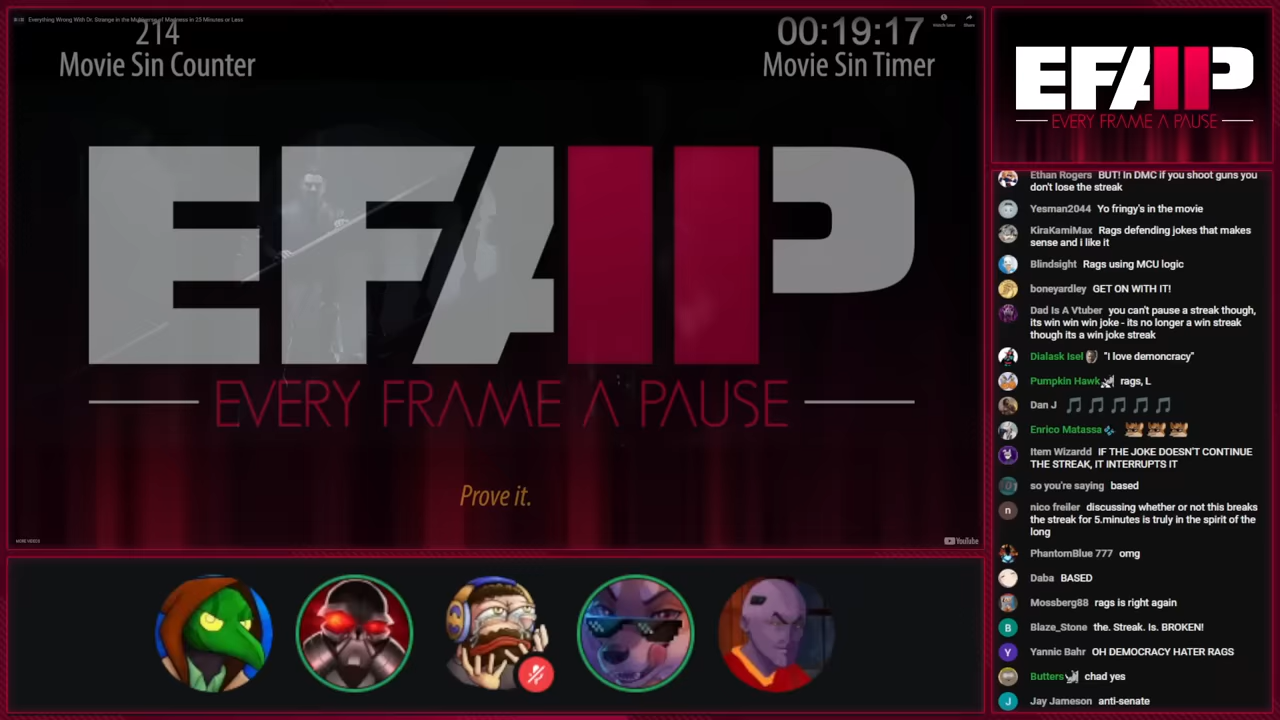 Everything Wrong With Dr. Strange in the Multiverse of Madness In 23 Minutes or Less
214
Movie Sin Counter
00:19:17
Movie Sin Timer
Watch later
Share
EFAP
EVERY FRAME A PAUSE
Prove it.
MORE VIDEOS
YouTube
EFAP
EVERY FRAME A PAUSE
Ethan Rogers BUT! In DMC if you shoot guns you
don't lose the streak
Yesman2044 Yo fringy's in the movie
KiraKamiMax Rags defending jokes that makes
sense and i like it
Blindsight Rags using MCU logic
boneyardley GET ON WITH IT!
Dad Is A Vtuber you can't pause a streak though,
its win win win joke - its no longer a win streak
though its a win joke streak
Dialask Isel "I love demoncracy"
Pumpkin Hawk rags, L
Dan J 🎵 🎵 🎵 🎵 🎵
Enrico Matassa
Item Wizardd IF THE JOKE DOESN'T CONTINUE
THE STREAK, IT INTERRUPTS IT
so you're saying based
n
nico freiler discussing whether or not this breaks
the streak for 5.minutes is truly in the spirit of the
long
PhantomBlue 777 omg
Daba BASED
Mossberg88 rags is right again
B
Blaze_Stone the. Streak. Is. BROKEN!
Y
Yannic Bahr OH DEMOCRACY HATER RAGS
Butters chad yes
J
Jay Jameson anti-senate